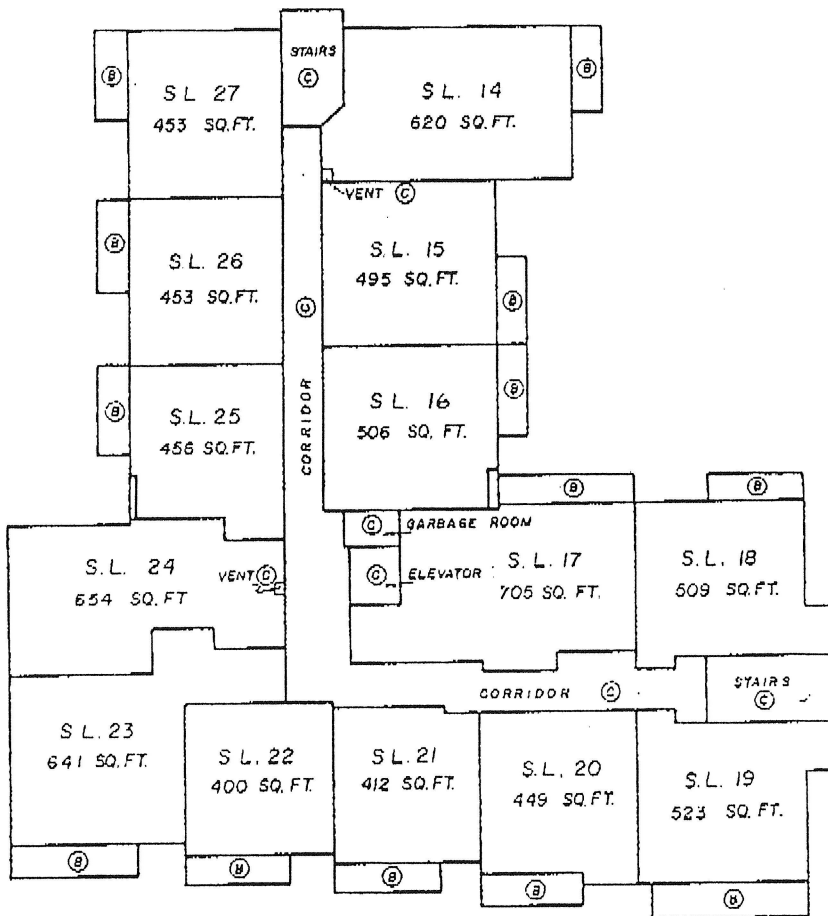 STAIRS
C
B
S L 27
453 SQ.FT.
S.L. 14
620 SQ.FT.
B
VENT C
B
S.L. 26
453 SQ.FT.
S.L. 15
495 SQ.FT.
C
B
B
S.L. 25
456 SQ.FT.
CORRIDOR
S.L. 16
506 SQ. FT.
B
B
B
C GARBAGE ROOM
S.L. 24
654 SQ.FT
VENT C
C ELEVATOR
S.L. 17
705 SQ. FT.
S.L. 18
509 SQ. FT.
CORRIDOR C
STAIRS
C
S L. 23
641 SQ.FT.
S L. 22
400 SQ. FT.
S.L. 21
412 SQ.FT.
S.L. 20
449 SQ.FT.
S.L. 19
523 SQ.FT.
B
B
B
B
B